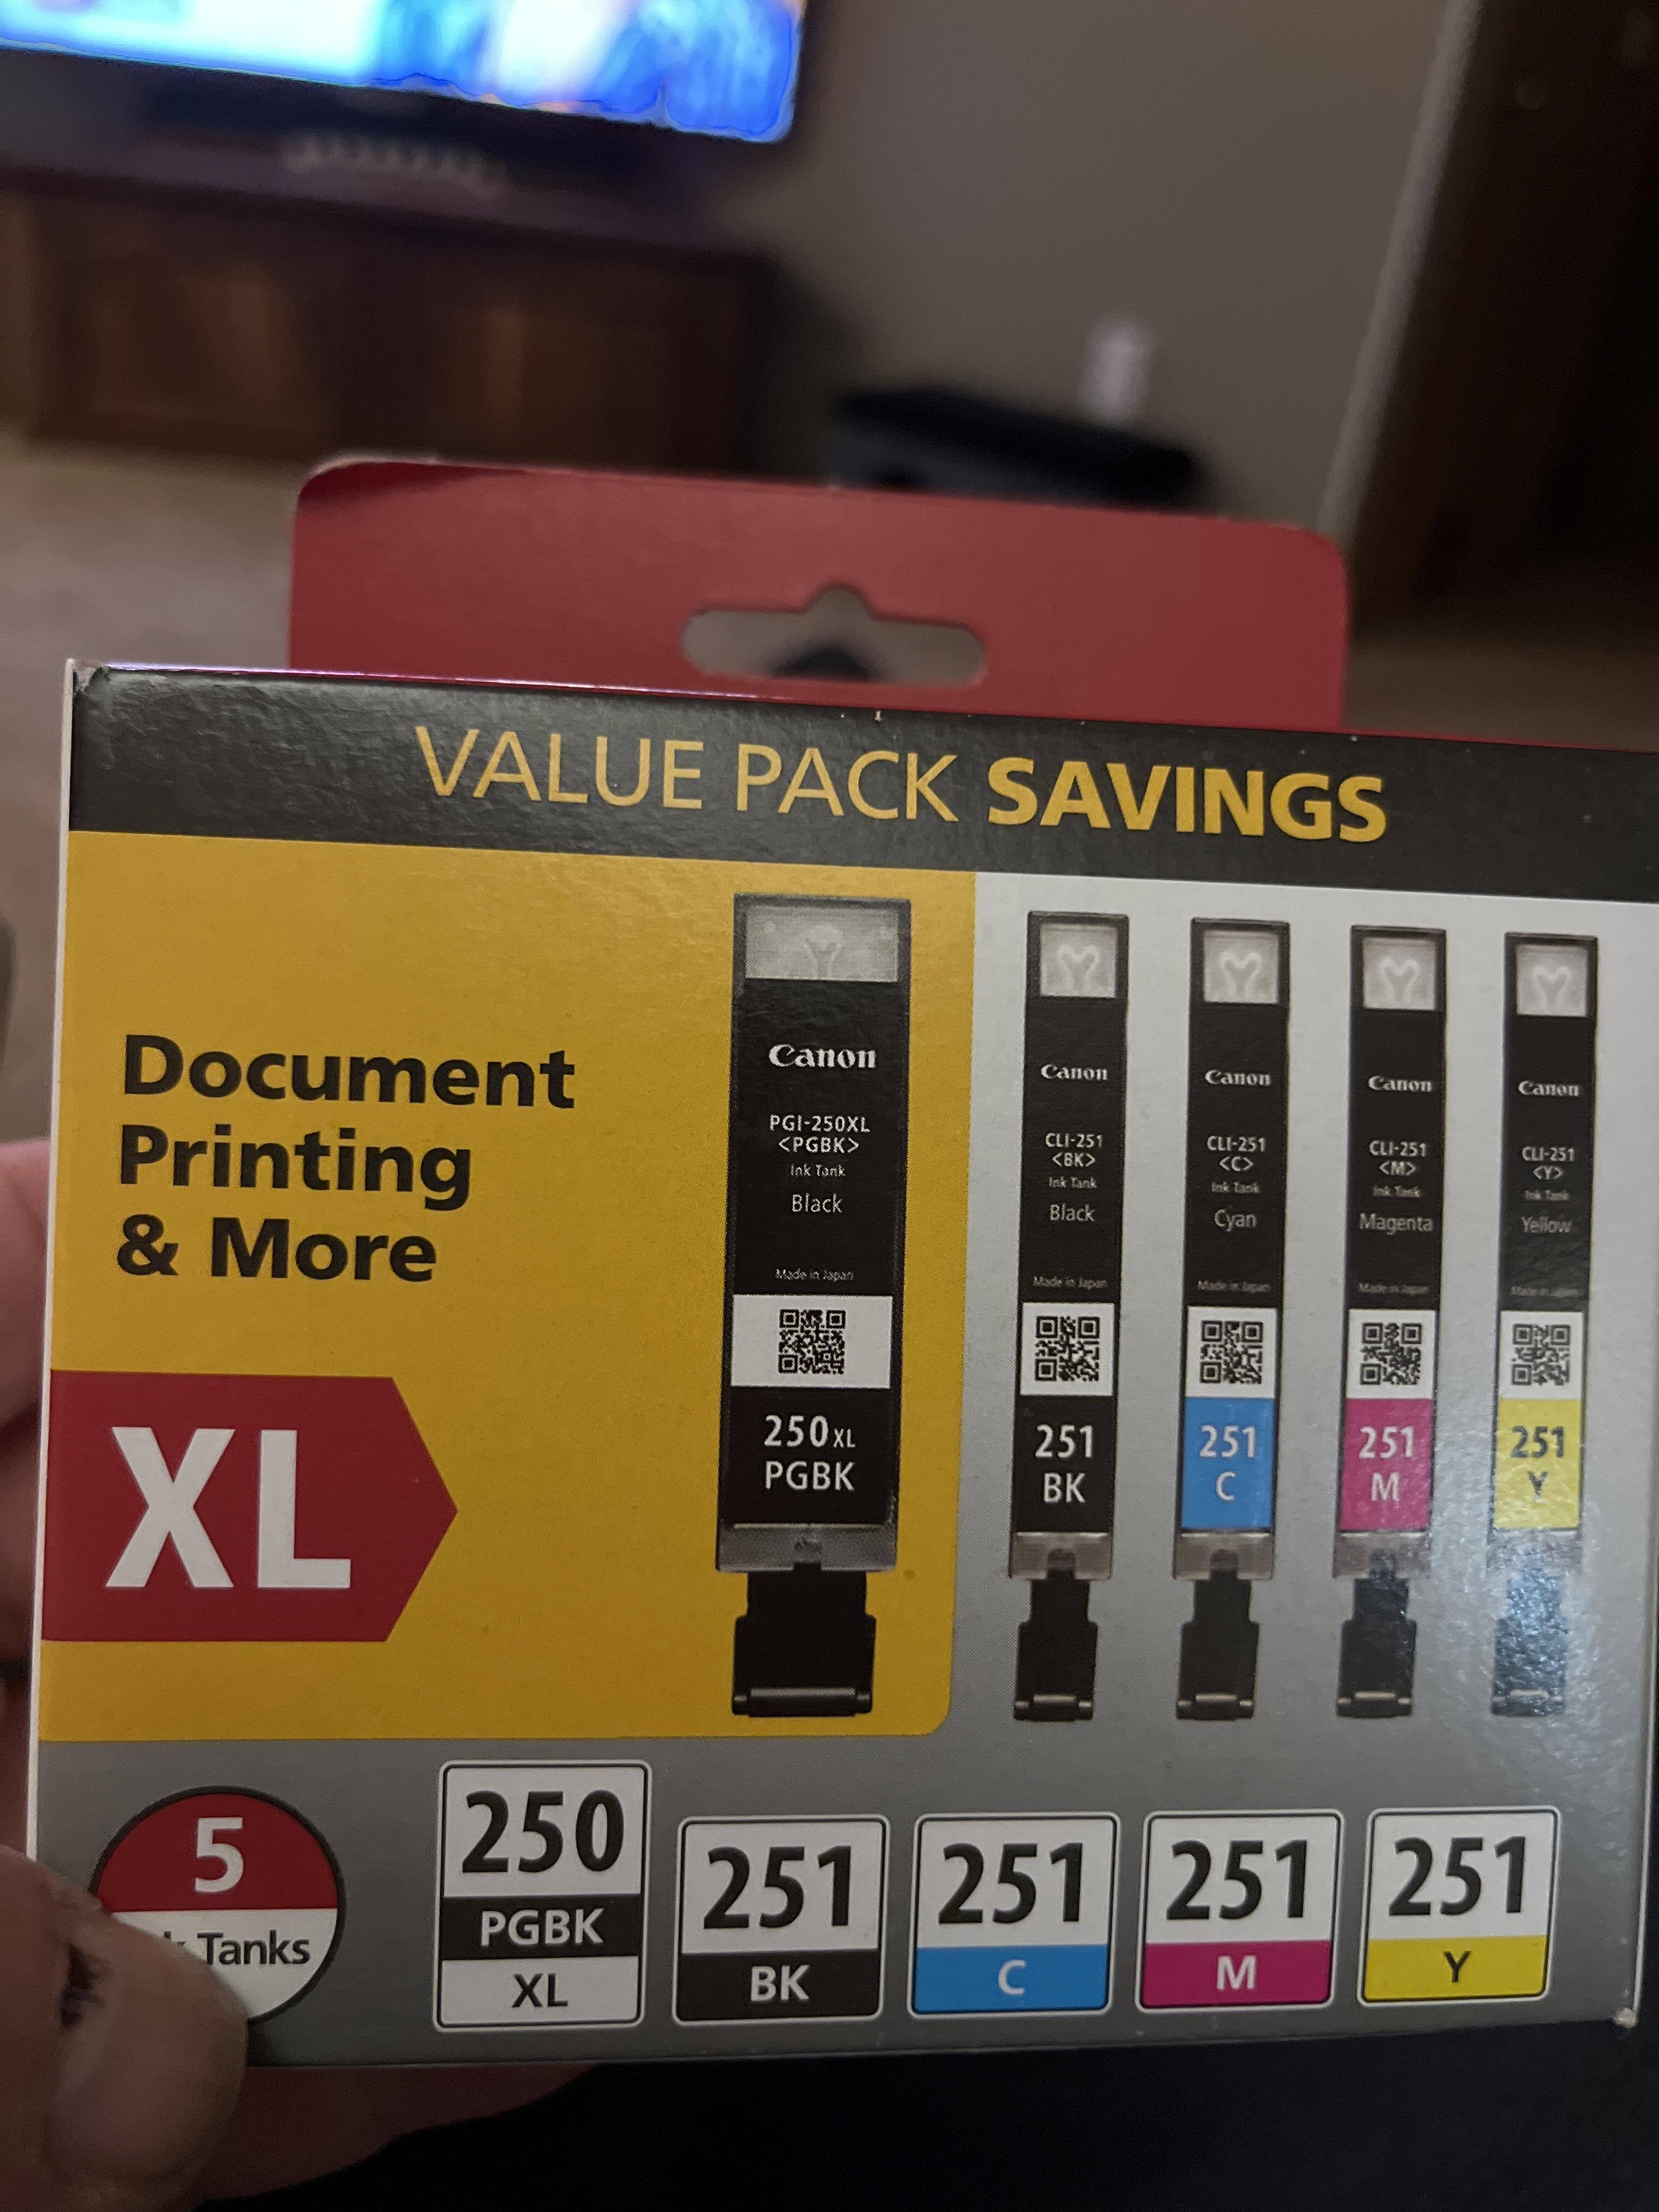 VALUE PACK SAVINGS
Document
Printing
& More
XL
Canon
PGI-250XL
<PGBK>
Ink Tank
Black
Made in Japan
250XL
PGBK
Canon
CLI-251
<BK>
Ink Tank
Black
Made in Japan
251
BK
Canon
CLI-251
<C>
Ink Tank
Cyan
Made in Japan
251
C
Canon
CLI-251
<M>
Ink Tank
Magenta
Made in Japan
251
M
Canon
CLI-251
<Y>
Ink Tank
Yellow
Made in Japan
251
Y
5
Tanks
250
PGBK
XL
251
BK
251
C
251
M
251
Y